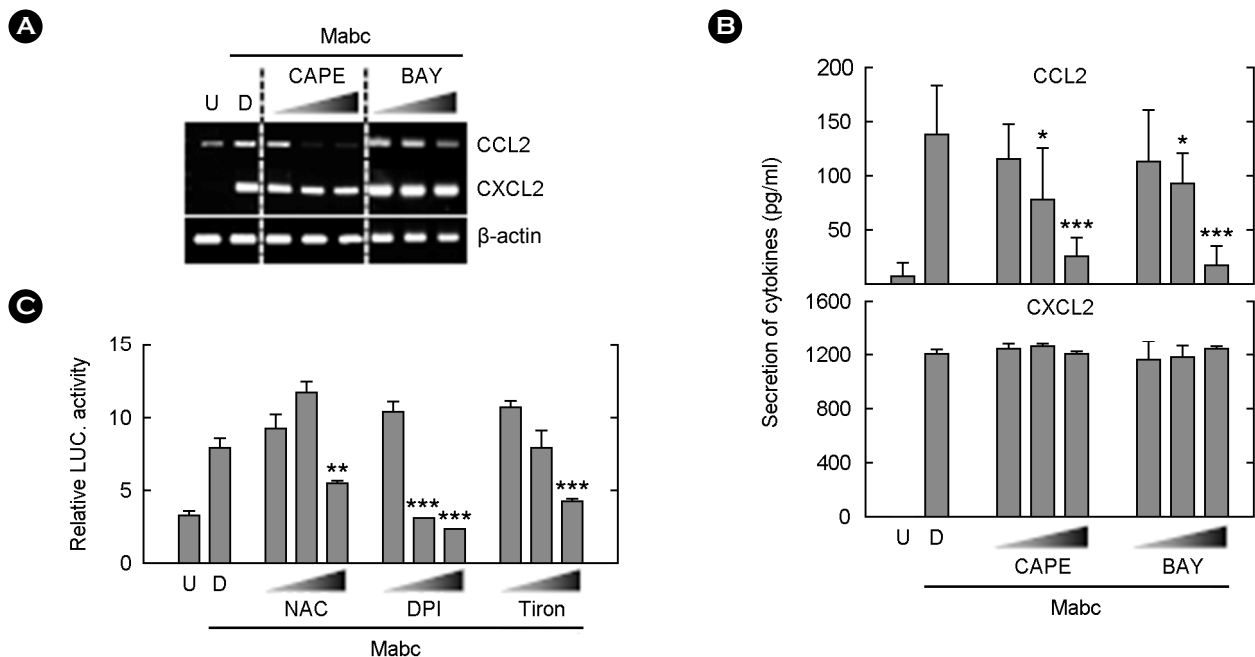 A
Mabc
CAPE BAY
U D
CCL2
CXCL2
β-actin
B
Secretion of cytokines (pg/ml)
200
150
100
50
CCL2
*
***
*
***
1600
1200
800
400
0
CXCL2
U D
CAPE BAY
Mabc
C
Relative LUC. activity
15
10
5
0
**
***
***
***
U D
NAC DPI Tiron
Mabc